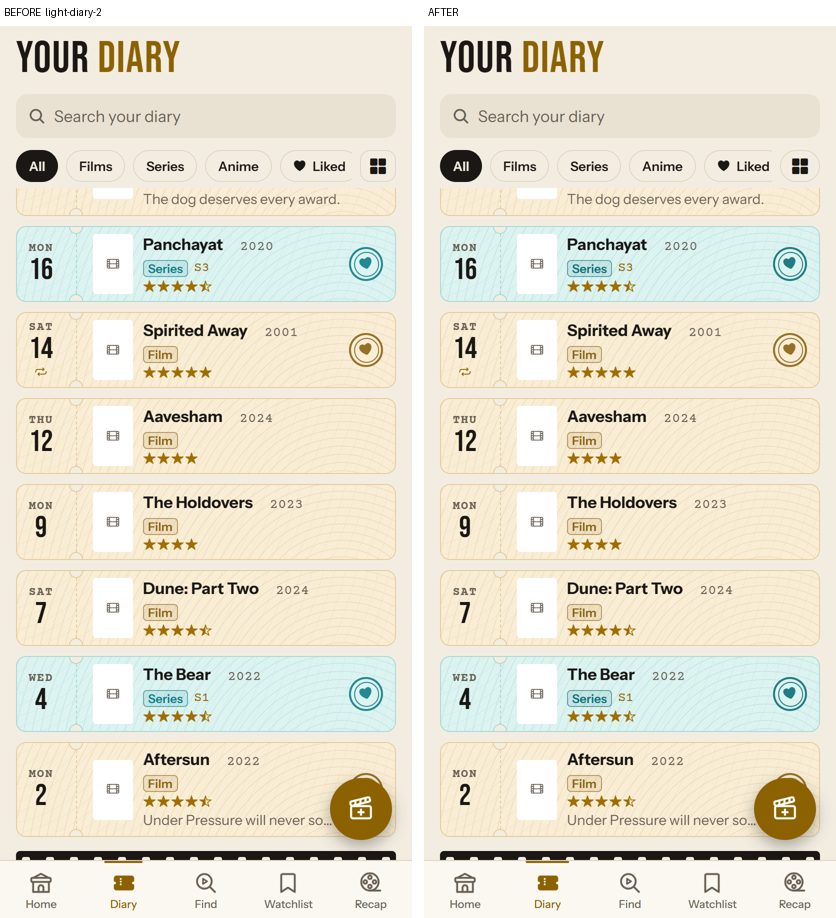 BEFORE light-diary-2
YOUR DIARY
Search your diary
All Films Series Anime Liked
The dog deserves every award.
MON 16
Panchayat 2020
Series S3
SAT 14
Spirited Away 2001
Film
THU 12
Aavesham 2024
Film
MON 9
The Holdovers 2023
Film
SAT 7
Dune: Part Two 2024
Film
WED 4
The Bear 2022
Series S1
MON 2
Aftersun 2022
Film
Under Pressure will never so...
Home Diary Find Watchlist Recap
AFTER
YOUR DIARY
Search your diary
All Films Series Anime Liked
The dog deserves every award.
MON 16
Panchayat 2020
Series S3
SAT 14
Spirited Away 2001
Film
THU 12
Aavesham 2024
Film
MON 9
The Holdovers 2023
Film
SAT 7
Dune: Part Two 2024
Film
WED 4
The Bear 2022
Series S1
MON 2
Aftersun 2022
Film
Under Pressure will never so...
Home Diary Find Watchlist Recap